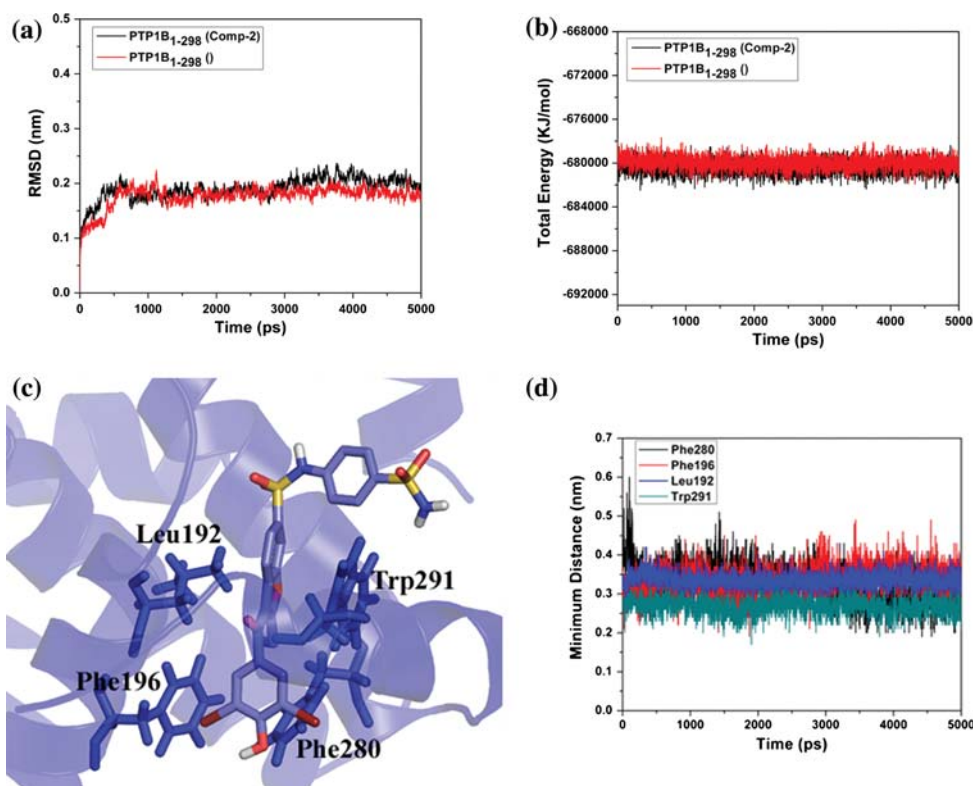 (a)
0.5
0.4
0.3
0.2
0.1
0.0
RMSD (nm)
PTP1B1-298 (Comp-2)
PTP1B1-298 ()
0 1000 2000 3000 4000 5000
Time (ps)
(b)
-668000
-672000
-676000
-680000
-684000
-688000
-692000
Total Energy (KJ/mol)
PTP1B1-298 (Comp-2)
PTP1B1-298 ()
0 1000 2000 3000 4000 5000
Time (ps)
(c)
Leu192
Trp291
Phe196
Phe280
(d)
0.7
0.6
0.5
0.4
0.3
0.2
0.1
0.0
Minimum Distance (nm)
Phe280
Phe196
Leu192
Trp291
0 1000 2000 3000 4000 5000
Time (ps)